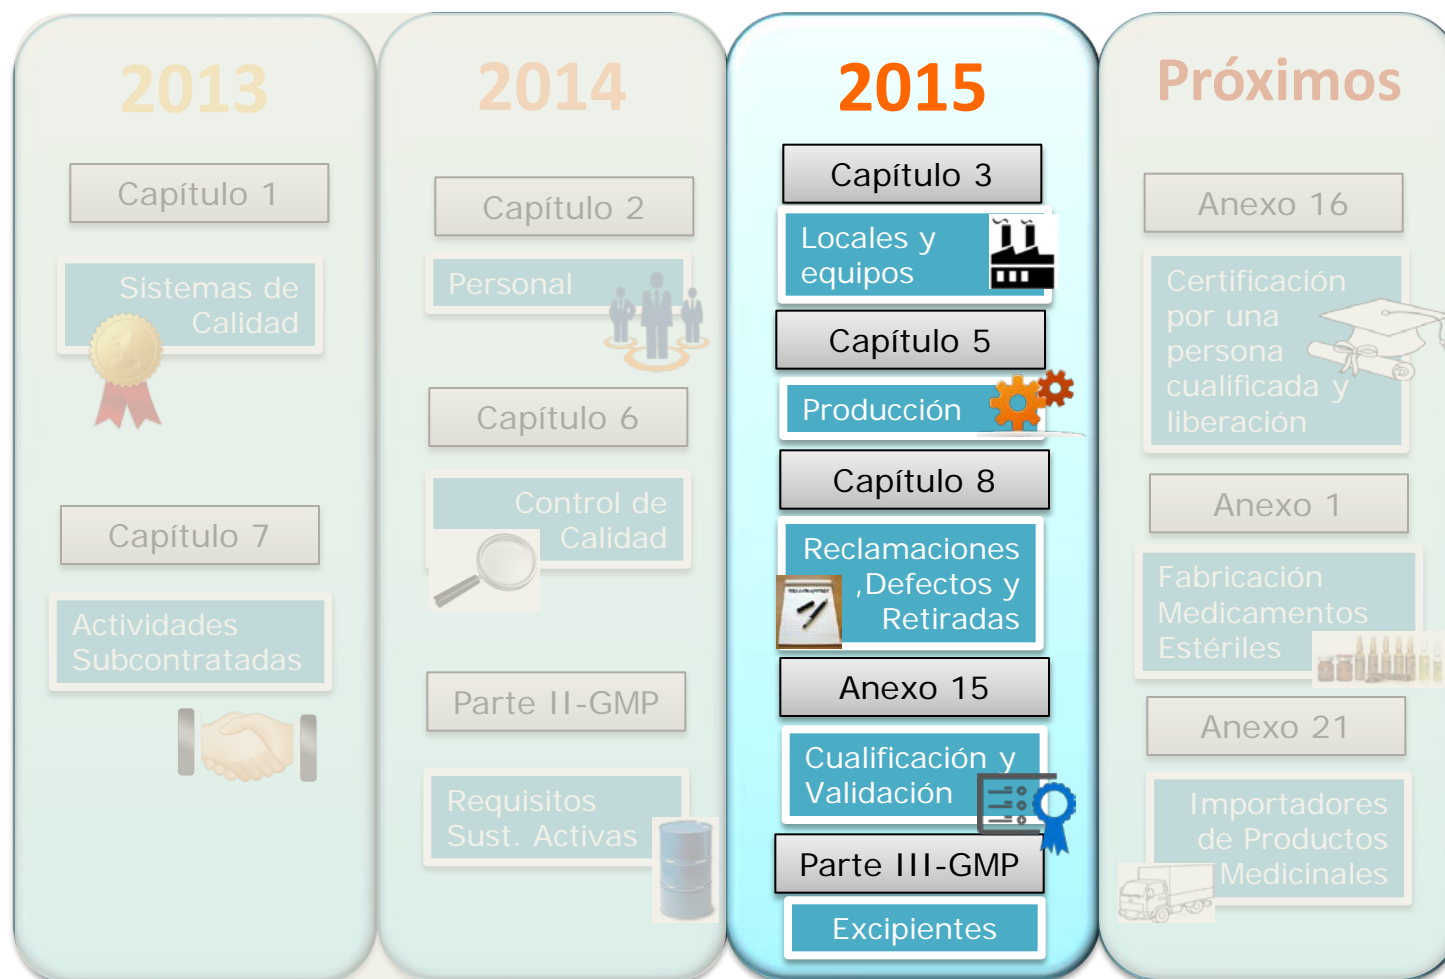 2013
Capítulo 1
Sistemas de
Calidad
Capítulo 7
Actividades
Subcontratadas
2014
Capítulo 2
Personal
Capítulo 6
Control de
Calidad
Parte II-GMP
Requisitos
Sust. Activas
2015
Capítulo 3
Locales y
equipos
Capítulo 5
Producción
Capítulo 8
Reclamaciones
,Defectos y
Retiradas
Anexo 15
Cualificación y
Validación
Parte III-GMP
Excipientes
Próximos
Anexo 16
Certificación
por una
persona
cualificada y
liberación
Anexo 1
Fabricación
Medicamentos
Estériles
Anexo 21
Importadores
de Productos
Medicinales